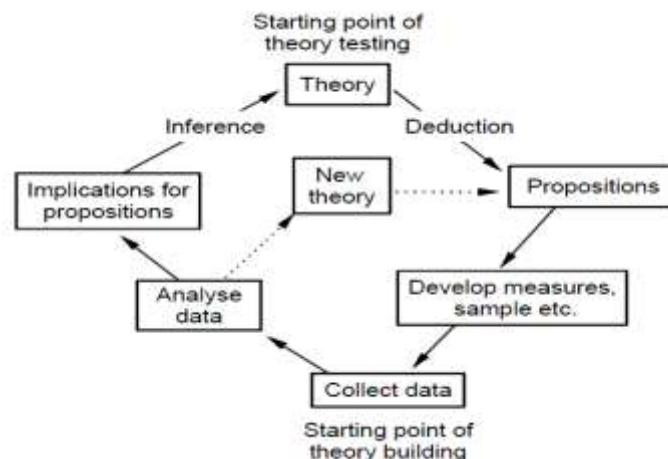 Starting point of
theory testing
Theory
Inference
Deduction
Implications for
propositions
New
theory
Propositions
Analyse
data
Develop measures,
sample etc.
Collect data
Starting point of
theory building